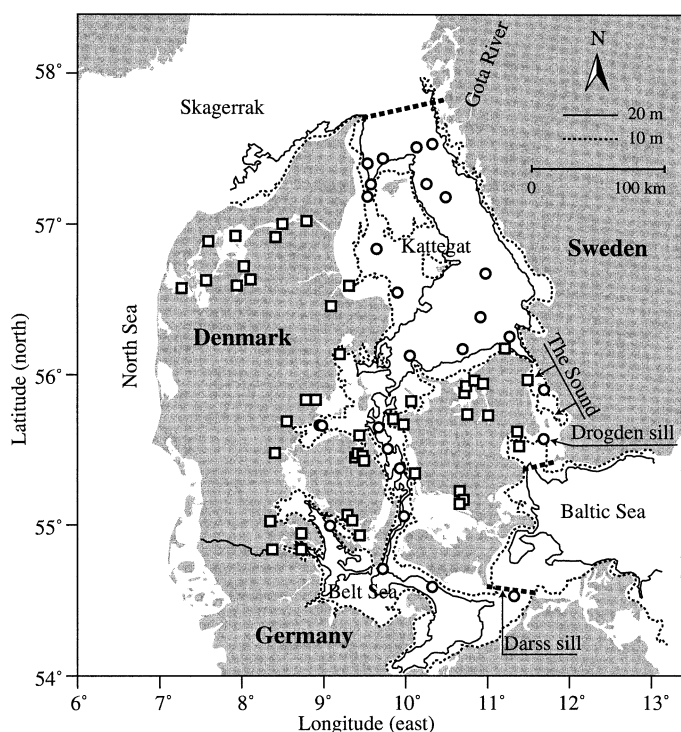 58°
57°
56°
55°
54°
Latitude (north)
6°
7°
8°
9°
10°
11°
12°
13°
Longitude (east)
Skagerrak
Gota River
N
20 m
10 m
0
100 km
Kattegat
Sweden
North Sea
Denmark
The Sound
Drogden sill
Baltic Sea
Belt Sea
Germany
Darss sill